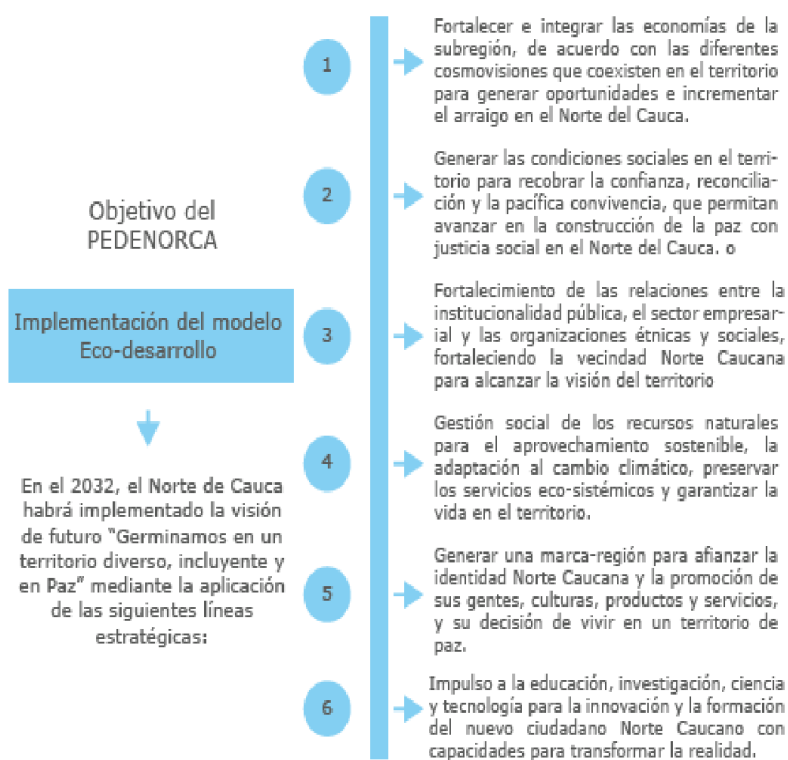 Objetivo del
PEDENORCA
Implementación del modelo
Eco-desarrollo
En el 2032, el Norte de Cauca
habrá implementado la visión
de futuro “Germinamos en un
territorio diverso, incluyente y
en Paz” mediante la aplicación
de las siguientes líneas
estratégicas:
1
Fortalecer e integrar las economías de la
subregión, de acuerdo con las diferentes
cosmovisiones que coexisten en el territorio
para generar oportunidades e incrementar
el arraigo en el Norte del Cauca.
2
Generar las condiciones sociales en el terri-
torio para recobrar la confianza, reconcilia-
ción y la pacífica convivencia, que permitan
avanzar en la construcción de la paz con
justicia social en el Norte del Cauca. o
3
Fortalecimiento de las relaciones entre la
institucionalidad pública, el sector empresar-
ial y las organizaciones étnicas y sociales,
fortaleciendo la vecindad Norte Caucana
para alcanzar la visión del territorio
4
Gestión social de los recursos naturales
para el aprovechamiento sostenible, la
adaptación al cambio climático, preservar
los servicios eco-sistémicos y garantizar la
vida en el territorio.
5
Generar una marca-región para afianzar la
identidad Norte Caucana y la promoción de
sus gentes, culturas, productos y servicios,
y su decisión de vivir en un territorio de
paz.
6
Impulso a la educación, investigación, ciencia
y tecnología para la innovación y la formación
del nuevo ciudadano Norte Caucano con
capacidades para transformar la realidad.